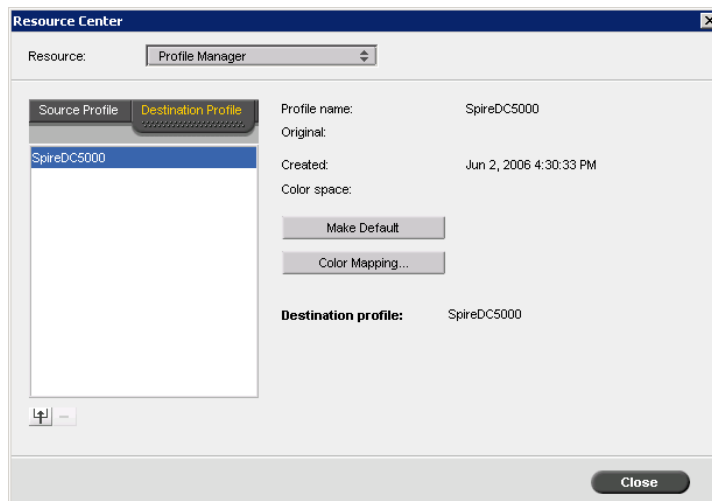 Resource Center
Resource: Profile Manager
Source Profile Destination Profile
SpireDC5000
Profile name: SpireDC5000
Original:
Created: Jun 2, 2006 4:30:33 PM
Color space:
Make Default
Color Mapping...
Destination profile: SpireDC5000
Close